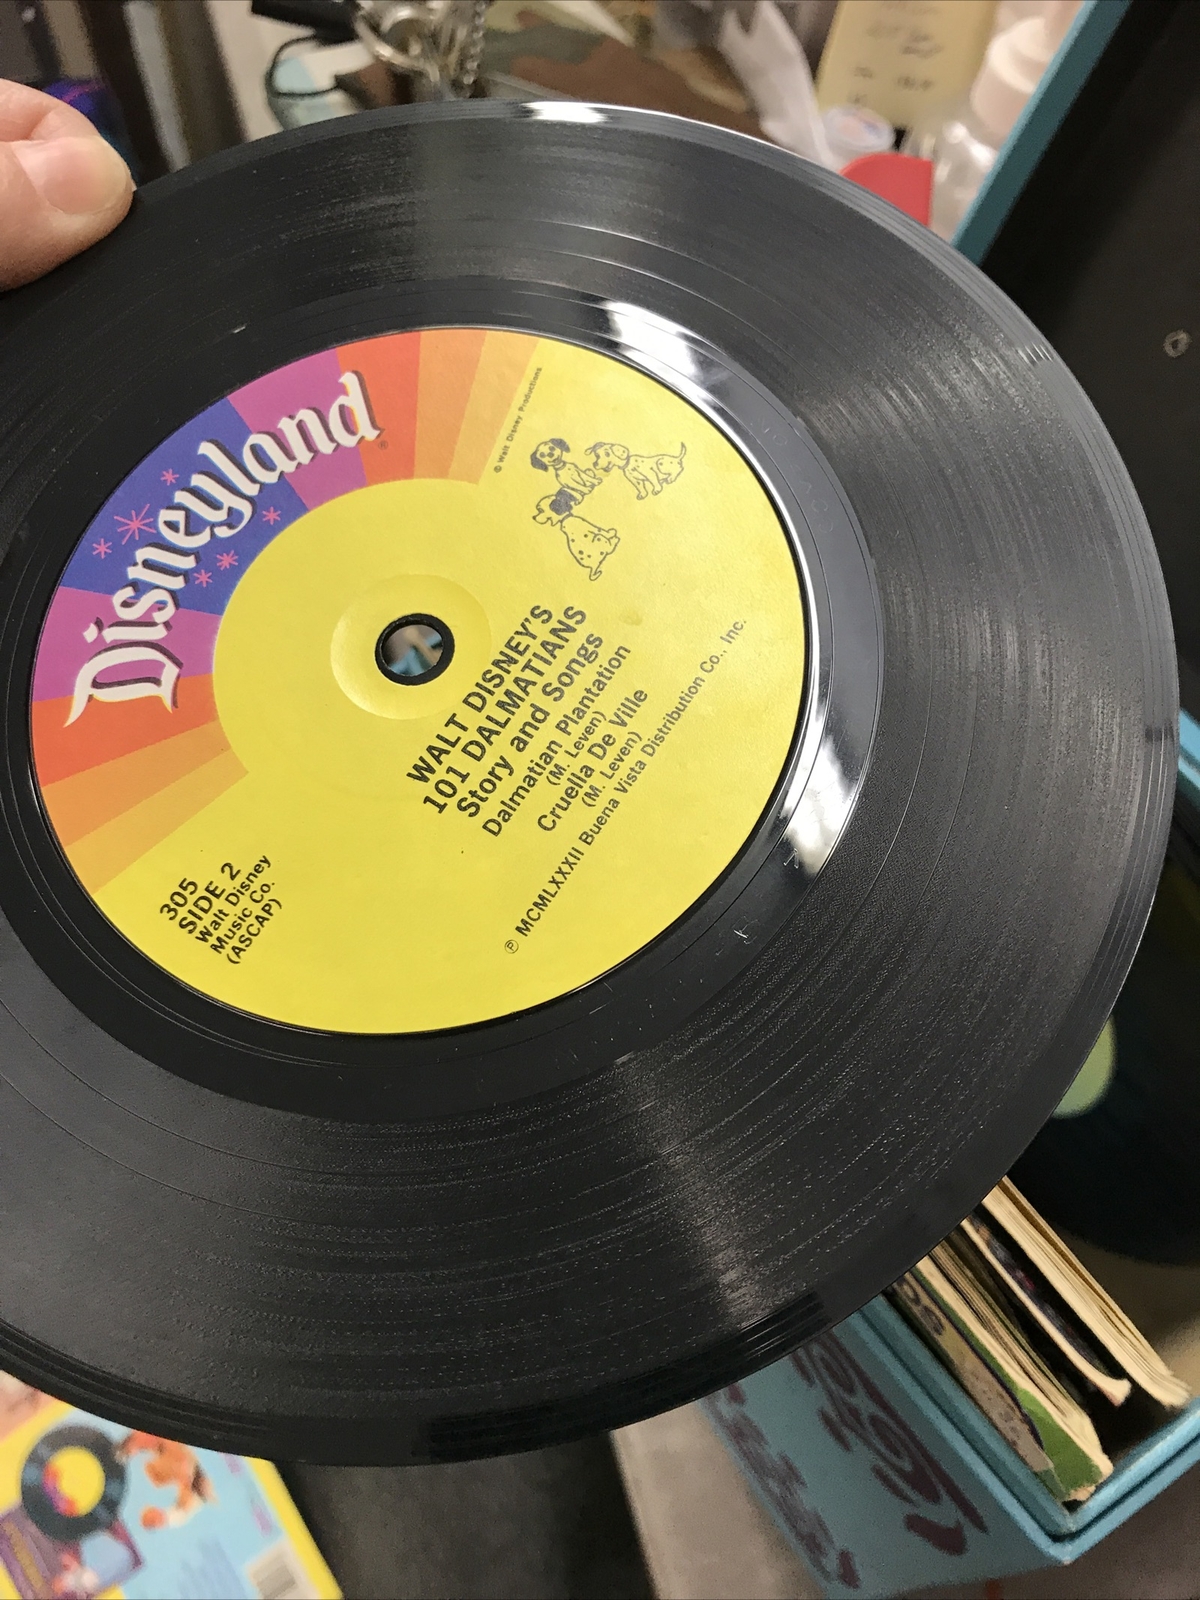 Disneyland®
© Walt Disney Productions
WALT DISNEY'S
101 DALMATIANS
Story and Songs
Dalmatian Plantation
(M. Leven)
Cruella De Ville
(M. Leven)
℗ MCMLXXXII Buena Vista Distribution Co., Inc.
305
SIDE 2
Walt Disney
Music Co.
(ASCAP)